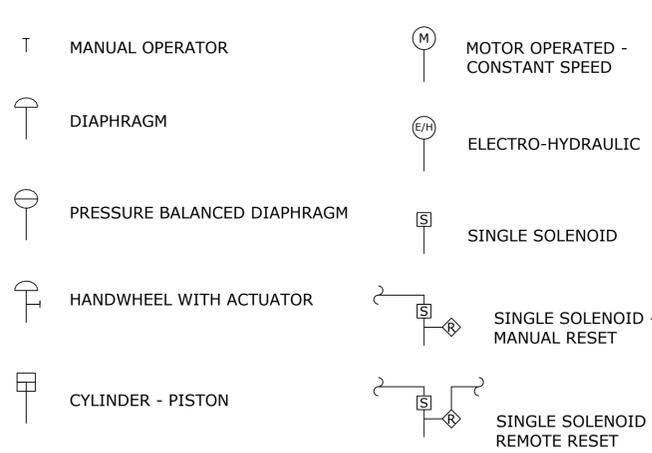 MANUAL OPERATOR
DIAPHRAGM
PRESSURE BALANCED DIAPHRAGM
HANDWHEEL WITH ACTUATOR
CYLINDER - PISTON
M
MOTOR OPERATED -
CONSTANT SPEED
E/H
ELECTRO-HYDRAULIC
S
SINGLE SOLENOID
S
R
SINGLE SOLENOID -
MANUAL RESET
S
R
SINGLE SOLENOID
REMOTE RESET